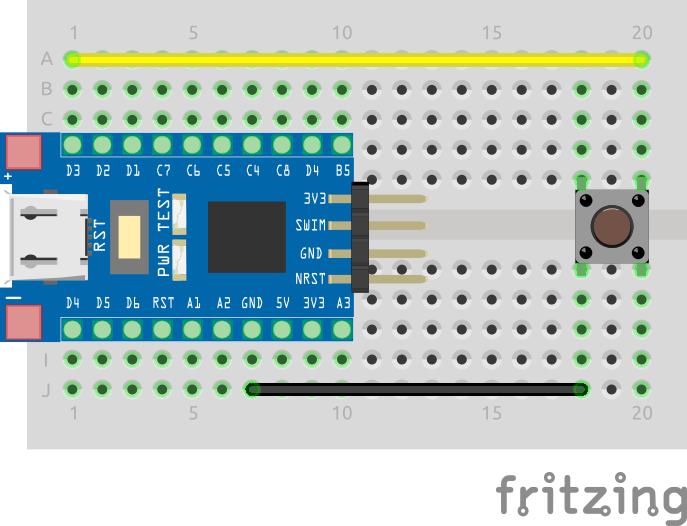 1 5 10 15 20
A
B
C
+
D3 D2 D1 C7 C6 C5 C4 C8 D4 B5
3V3
SWIM
GND
NRST
RST
PWR TEST
D4 D5 D6 RST A1 A2 GND 5V 3V3 A3
I
J
1 5 10 15 20
fritzing